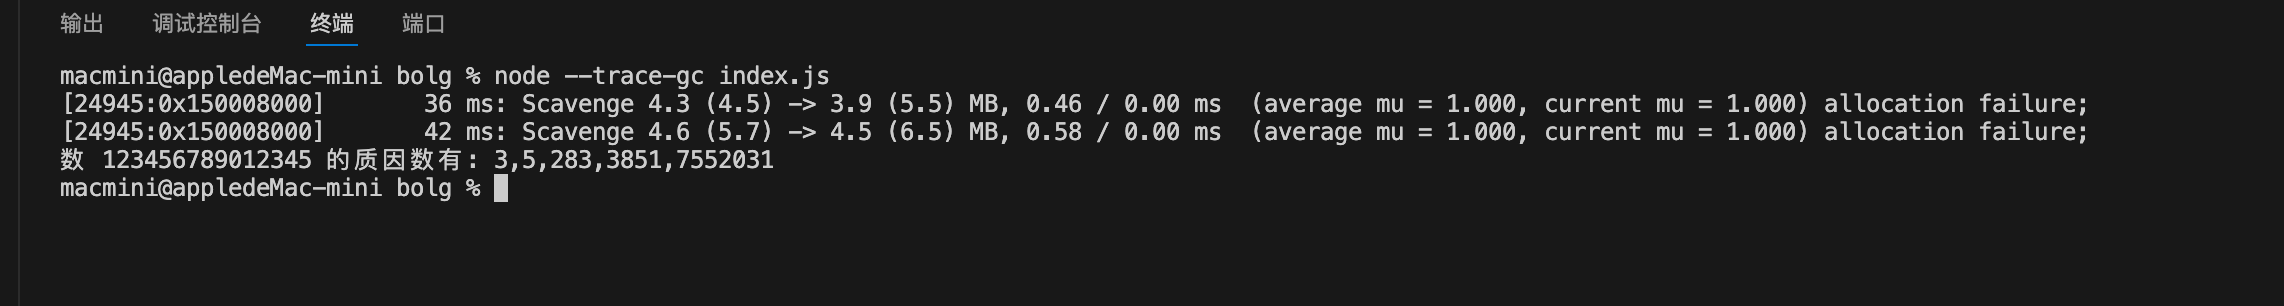 输出 调试控制台 终端 端口
macmini@appledeMac-mini bolg % node --trace-gc index.js
[24945:0x150008000]       36 ms: Scavenge 4.3 (4.5) -> 3.9 (5.5) MB, 0.46 / 0.00 ms  (average mu = 1.000, current mu = 1.000) allocation failure;
[24945:0x150008000]       42 ms: Scavenge 4.6 (5.7) -> 4.5 (6.5) MB, 0.58 / 0.00 ms  (average mu = 1.000, current mu = 1.000) allocation failure;
数 123456789012345 的质因数有: 3,5,283,3851,7552031
macmini@appledeMac-mini bolg %